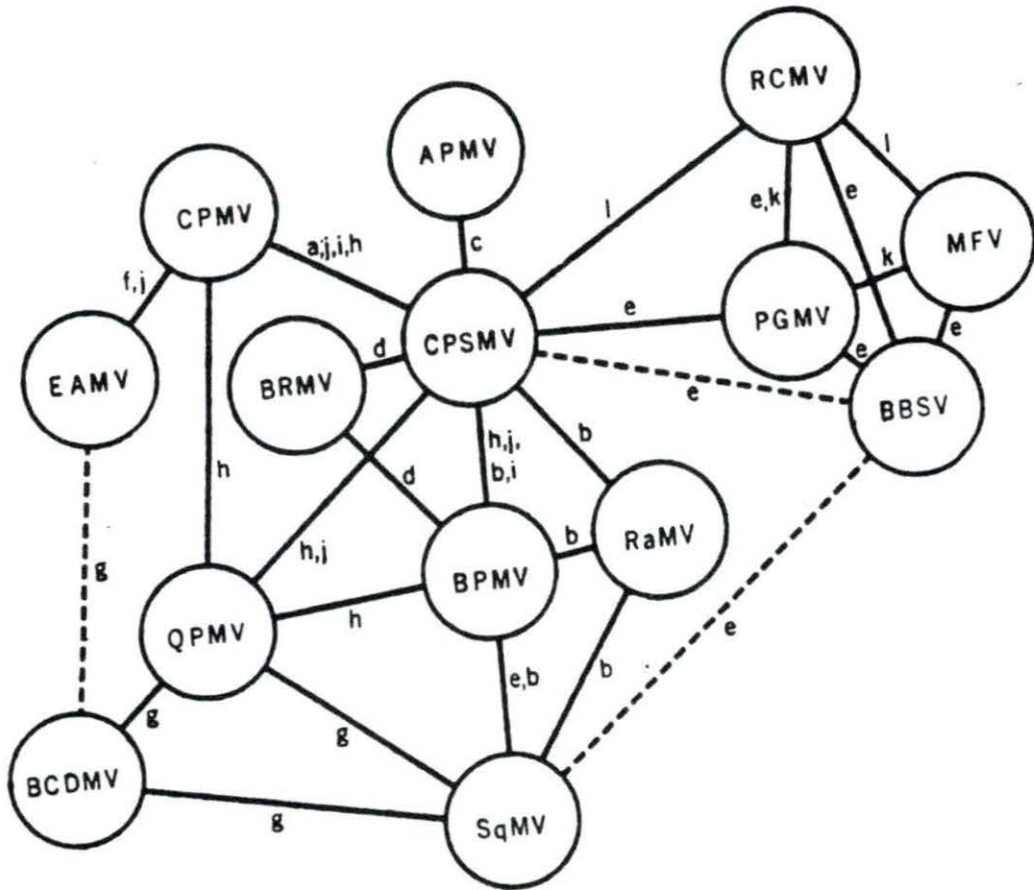 RCMV
APMV
l
CPMV
e,k
e
c
l
a,j,i,h
MFV
k
f,j
PGMV
e
CPSMV
e
e
d
EAMV
BRMV
e
BBSV
h,j,
b
b,i
h
d
RaMV
b
g
h,j
BPMV
h
QPMV
e
e,b
b
g
g
BCDMV
g
SqMV